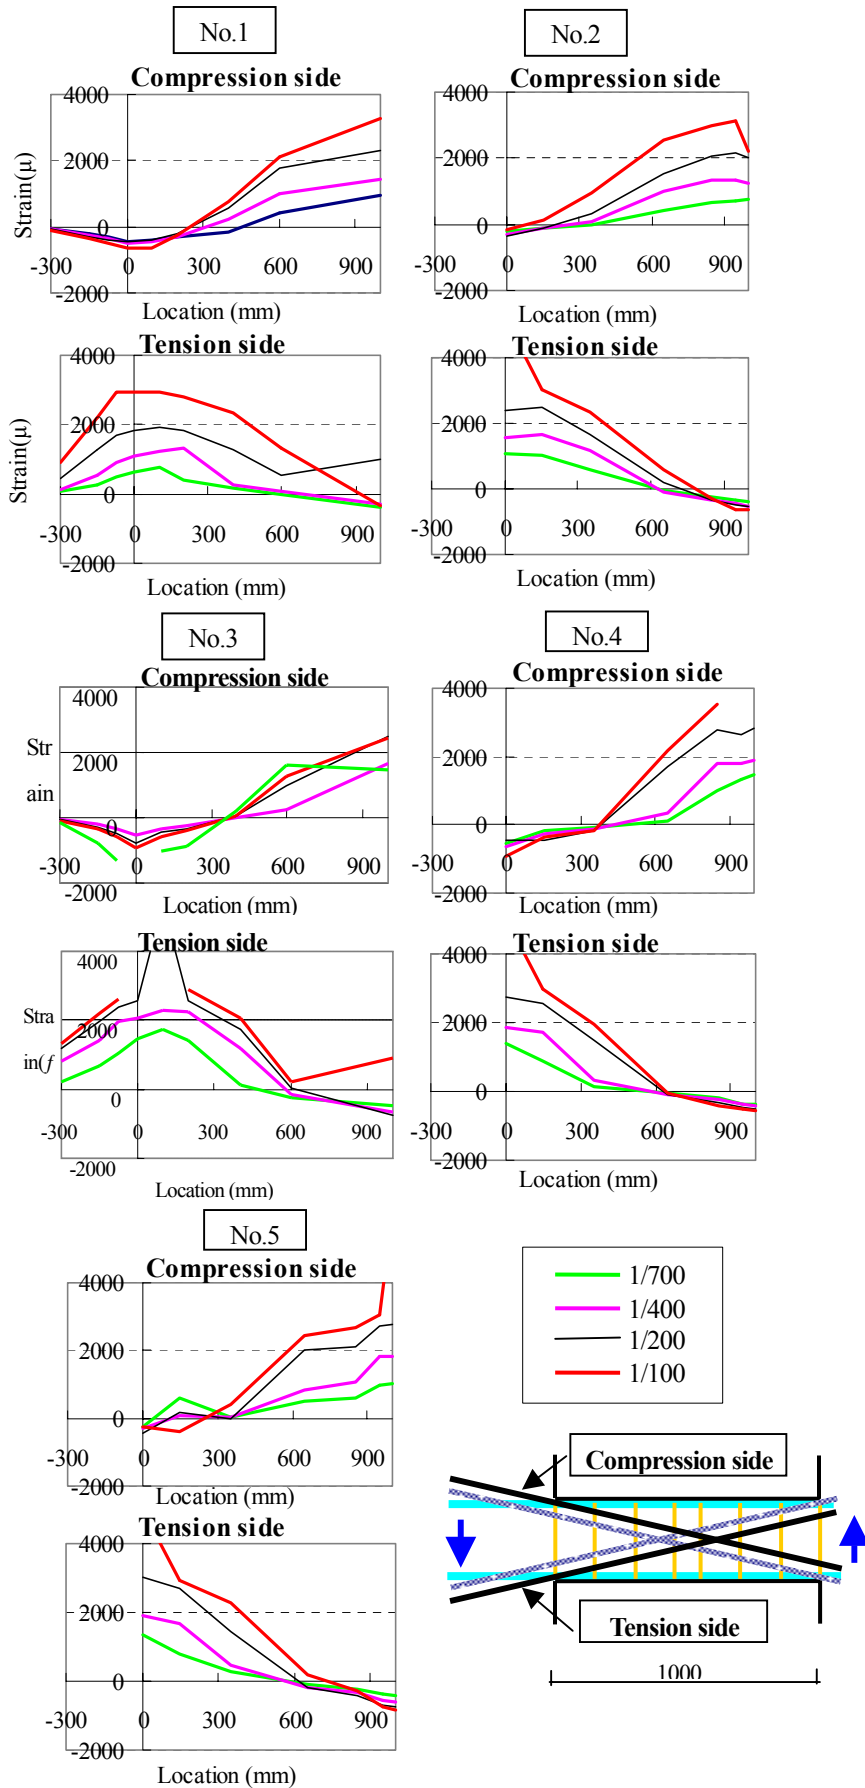 No.1
No.2
Compression side
Compression side
4000
2000
0
-2000
Strain(μ)
-300 0 300 600 900
Location (mm)
4000
2000
0
-2000
-300 0 300 600 900
Location (mm)
Tension side
Tension side
4000
2000
0
-2000
Strain(μ)
-300 0 300 600 900
Location (mm)
4000
2000
0
-2000
-300 0 300 600 900
Location (mm)
No.3
No.4
Compression side
Compression side
4000
2000
0
-2000
Str
ain
-300 0 300 600 900
Location (mm)
4000
2000
0
-2000
-300 0 300 600 900
Location (mm)
Tension side
Tension side
4000
2000
0
-2000
Stra
in(f
-300 0 300 600 900
Location (mm)
4000
2000
0
-2000
-300 0 300 600 900
Location (mm)
No.5
Compression side
4000
2000
0
-2000
-300 0 300 600 900
Location (mm)
Tension side
4000
2000
0
-2000
-300 0 300 600 900
Location (mm)
1/700
1/400
1/200
1/100
Compression side
Tension side
1000